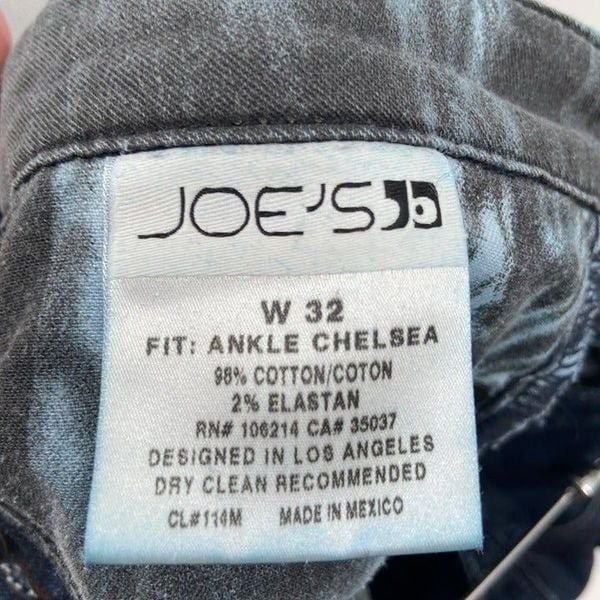 JOE'S
W 32
FIT: ANKLE CHELSEA
98% COTTON/COTON
2% ELASTAN
RN# 106214 CA# 35037
DESIGNED IN LOS ANGELES
DRY CLEAN RECOMMENDED
CL#114M MADE IN MEXICO